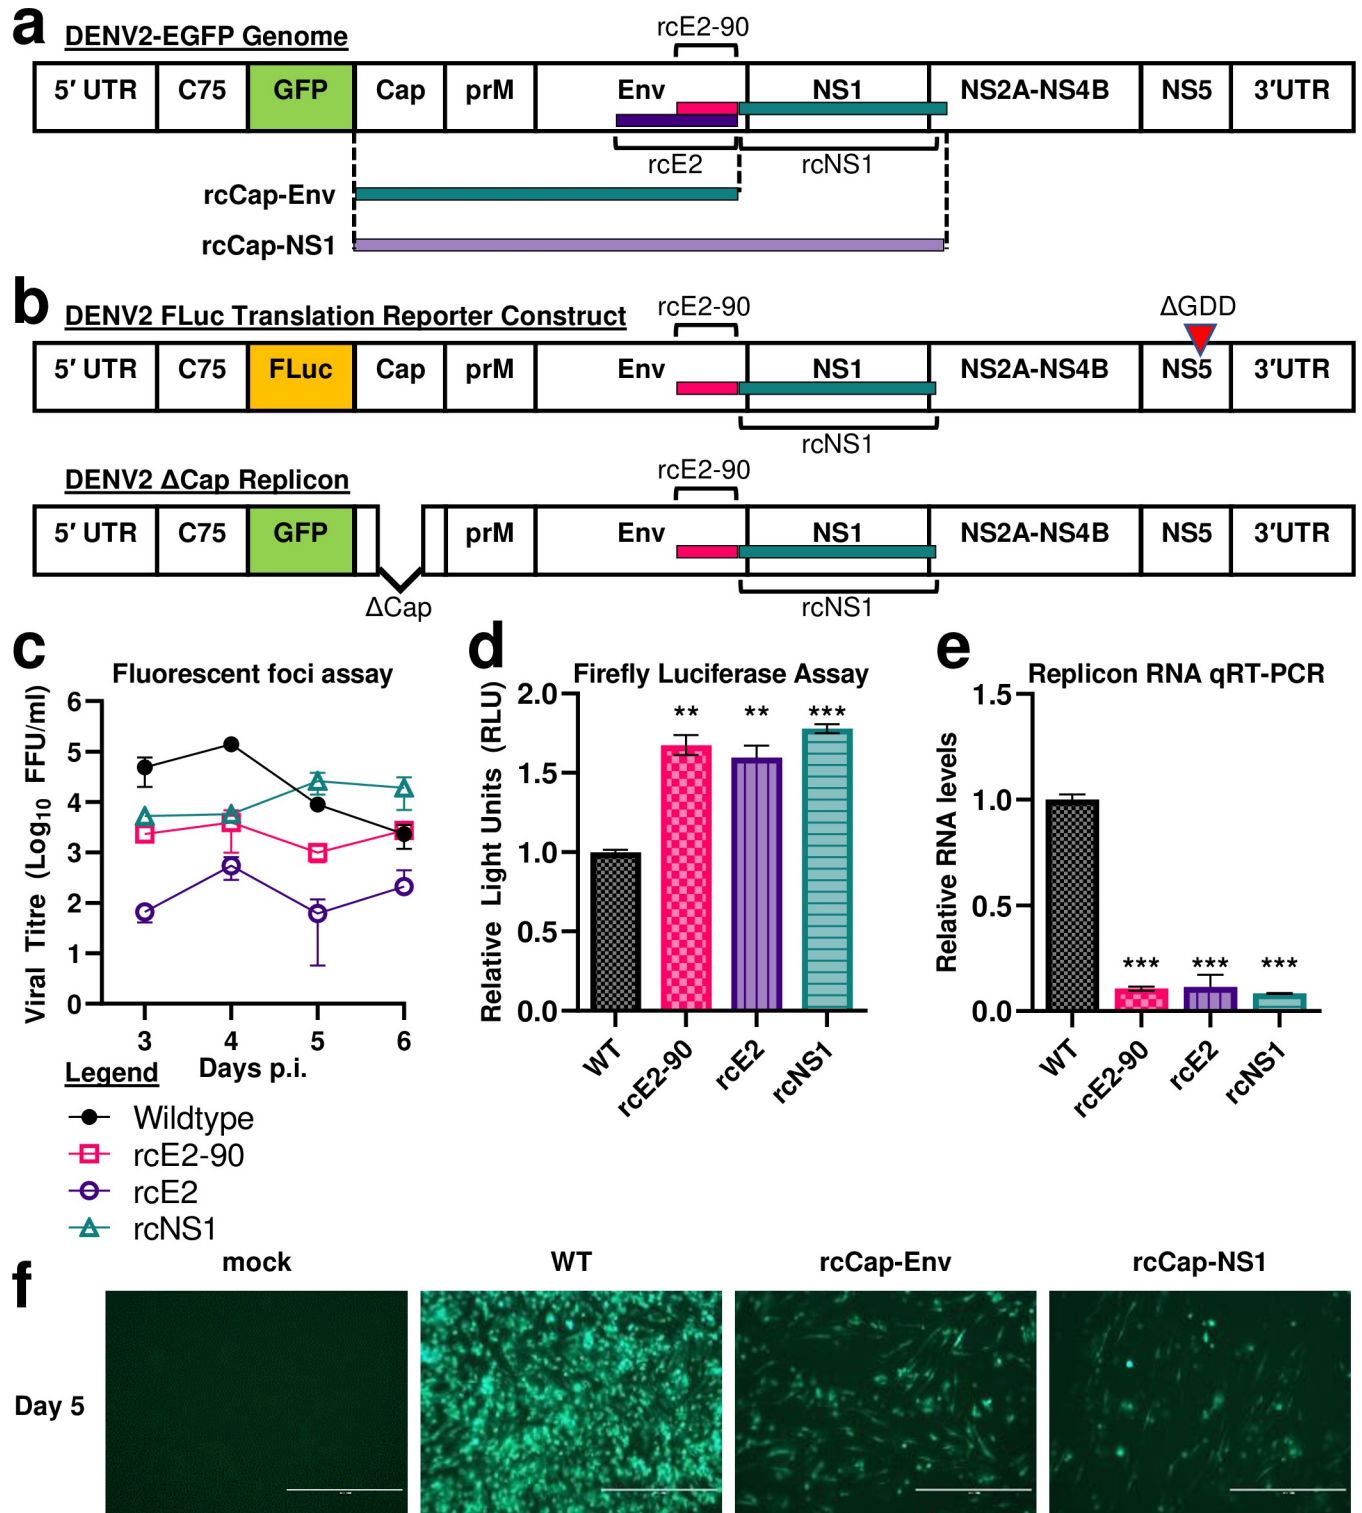 a
DENV2-EGFP Genome
rcE2-90
5′ UTR C75 GFP Cap prM Env NS1 NS2A-NS4B NS5 3′UTR
rcE2 rcNS1
rcCap-Env
rcCap-NS1
b
DENV2 FLuc Translation Reporter Construct
rcE2-90 ΔGDD
5′ UTR C75 FLuc Cap prM Env NS1 NS2A-NS4B NS5 3′UTR
rcNS1
DENV2 ΔCap Replicon
rcE2-90
5′ UTR C75 GFP prM Env NS1 NS2A-NS4B NS5 3′UTR
ΔCap rcNS1
c
Fluorescent foci assay
Viral Titre (Log10 FFU/ml)
6
5
4
3
2
1
0
3 4 5 6
Days p.i.
Legend
Wildtype
rcE2-90
rcE2
rcNS1
d
Firefly Luciferase Assay
Relative Light Units (RLU)
2.0
1.5
1.0
0.5
0.0
** ** ***
WT rcE2-90 rcE2 rcNS1
e
Replicon RNA qRT-PCR
Relative RNA levels
1.5
1.0
0.5
0.0
*** *** ***
WT rcE2-90 rcE2 rcNS1
f
mock WT rcCap-Env rcCap-NS1
Day 5